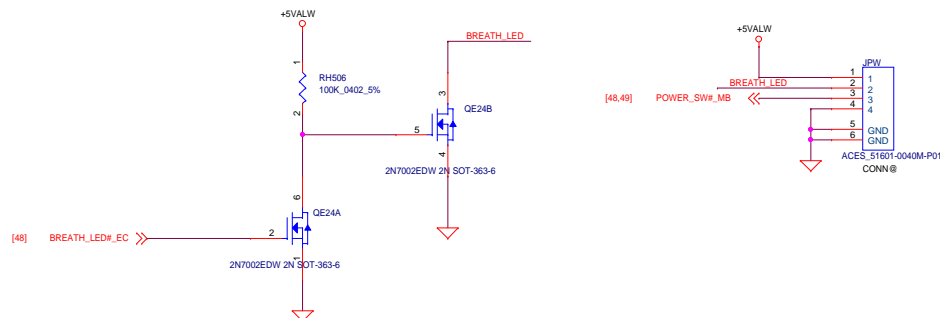 +5VALW
BREATH_LED
1
RH506
100K_0402_5%
2
3
QE24B
5
4
2N7002EDW 2N SOT-363-6
6
QE24A
[48] BREATH_LED#_EC
2
1
2N7002EDW 2N SOT-363-6
+5VALW
JPW
1 1
BREATH_LED 2 2
[48,49] POWER_SW#_MB 3 3
4 4
5 GND
6 GND
ACES_51601-0040M-P01
CONN@